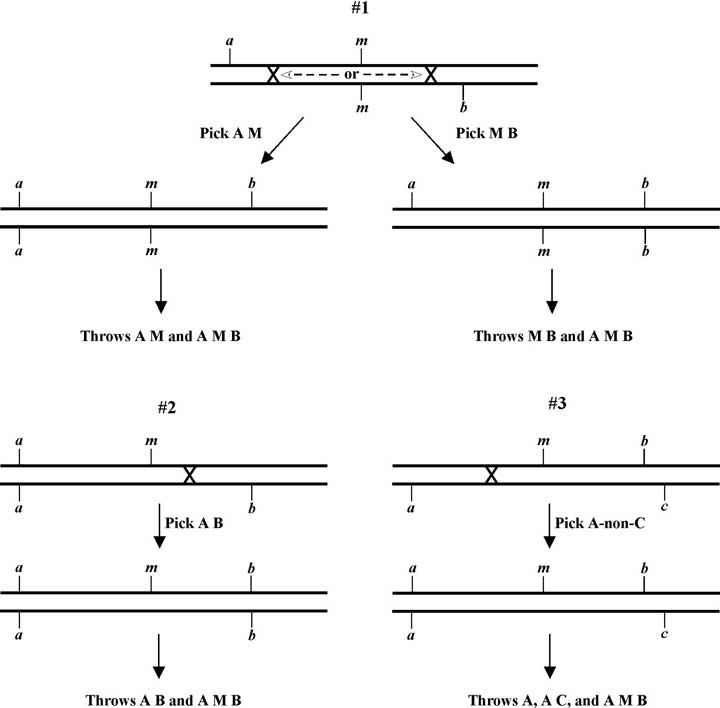 #1
a m
or
m b
Pick A M Pick M B
a m b a m b
a m m b
Throws A M and A M B Throws M B and A M B
#2 #3
a m m b
a b a c
Pick A B Pick A-non-C
a m b a m b
a b a c
Throws A B and A M B Throws A, A C, and A M B